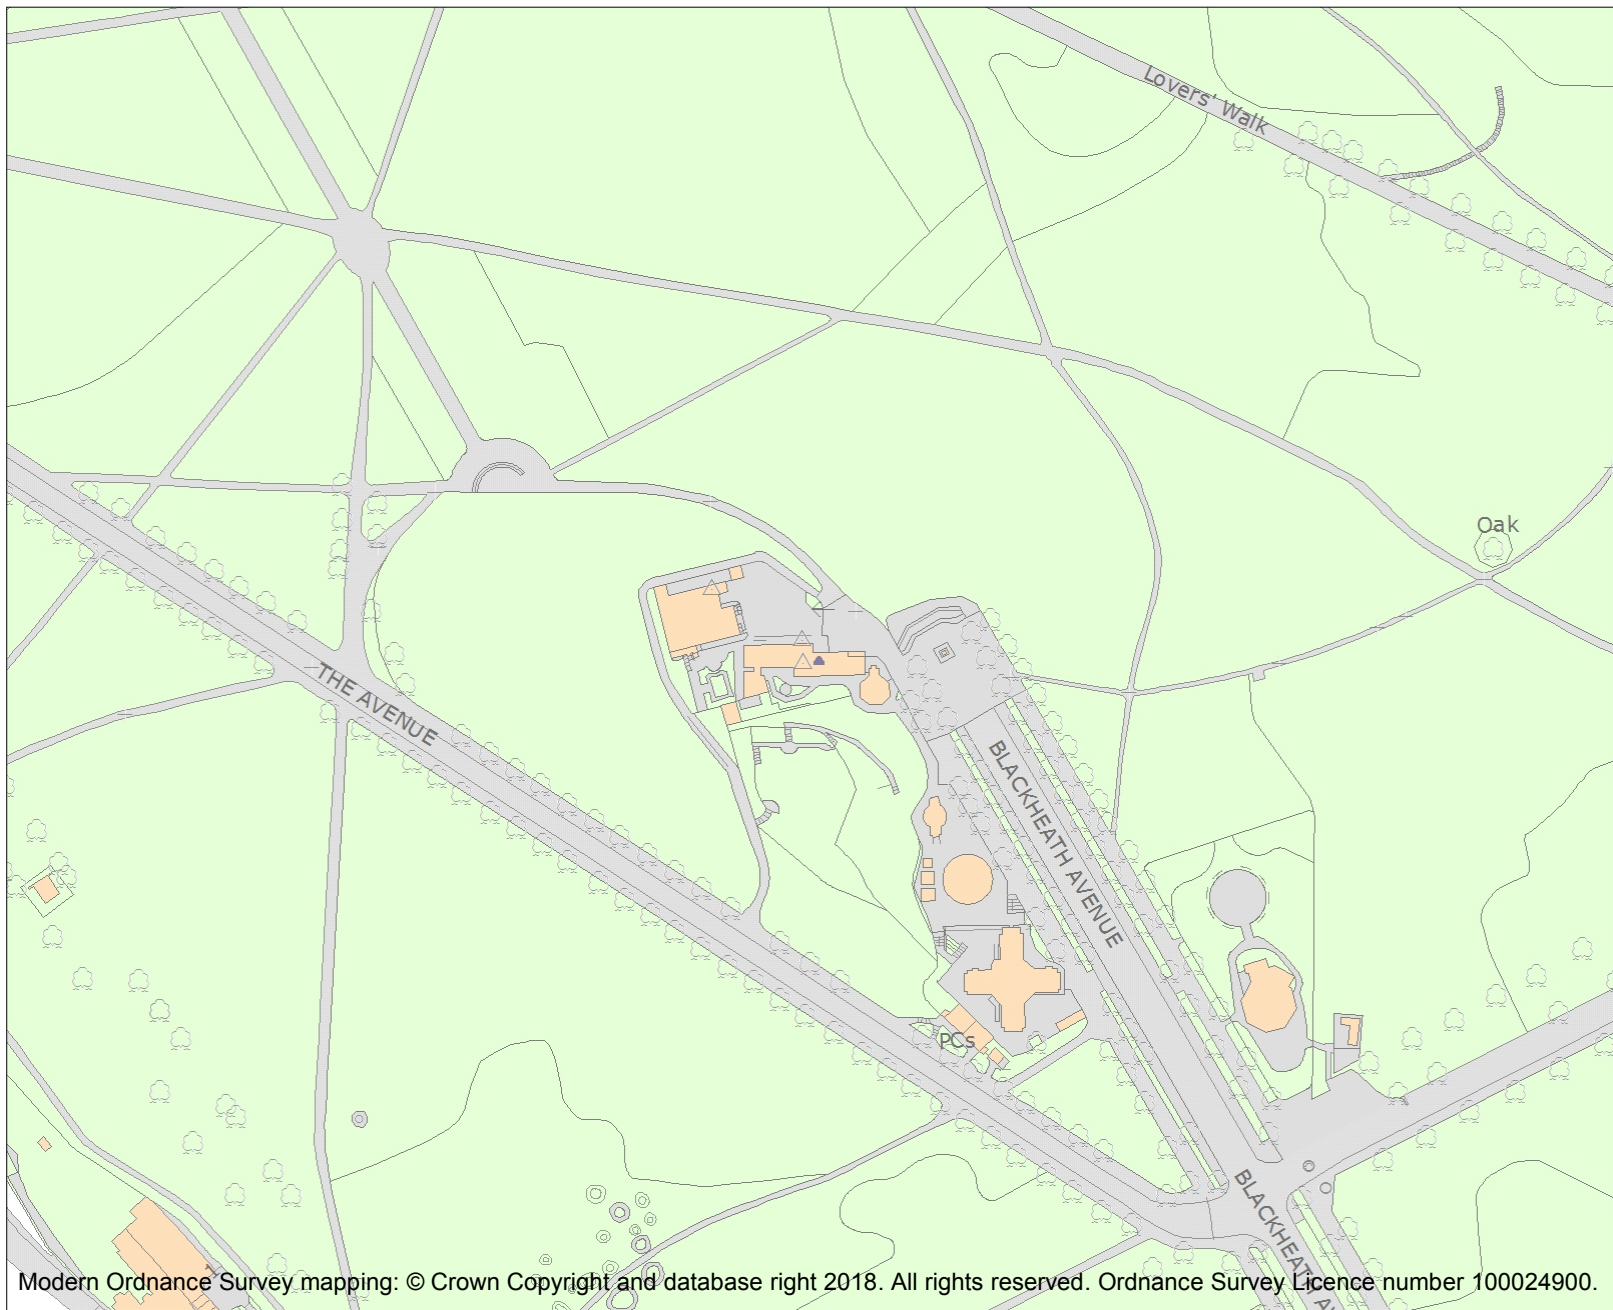 Lovers' Walk
Oak
THE AVENUE
BLACKHEATH AVENUE
PCs
BLACKHEATH AV
Modern Ordnance Survey mapping: © Crown Copyright and database right 2018. All rights reserved. Ordnance Survey Licence number 100024900.